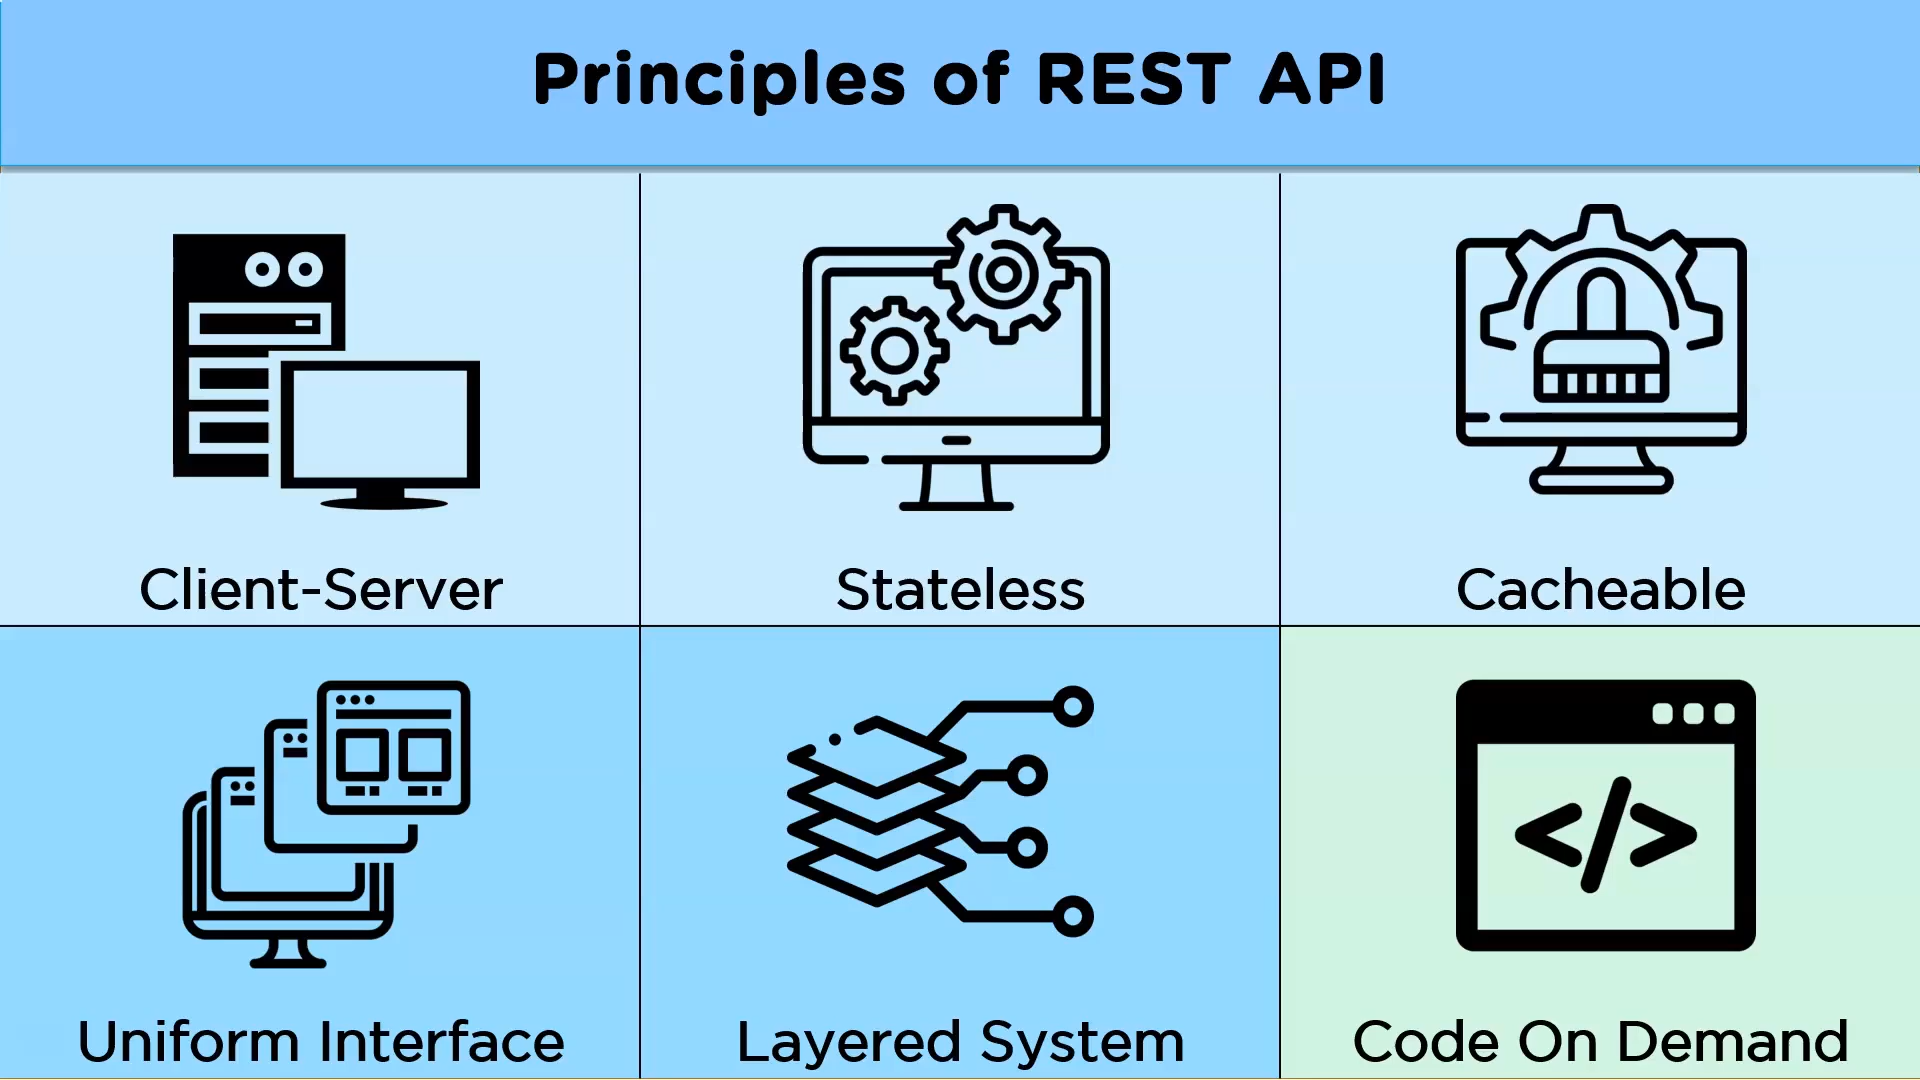 Principles of REST API
Client-Server
Stateless
Cacheable
Uniform Interface
Layered System
Code On Demand